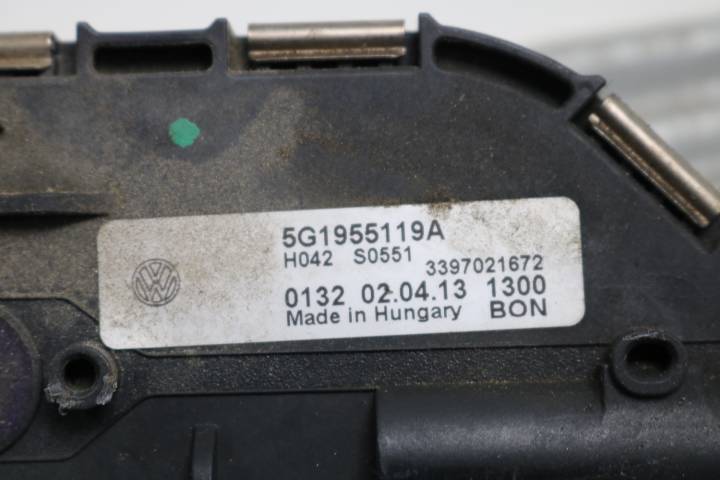 5G1955119A
H042 S0551
3397021672
0132 02.04.13 1300
Made in Hungary BON